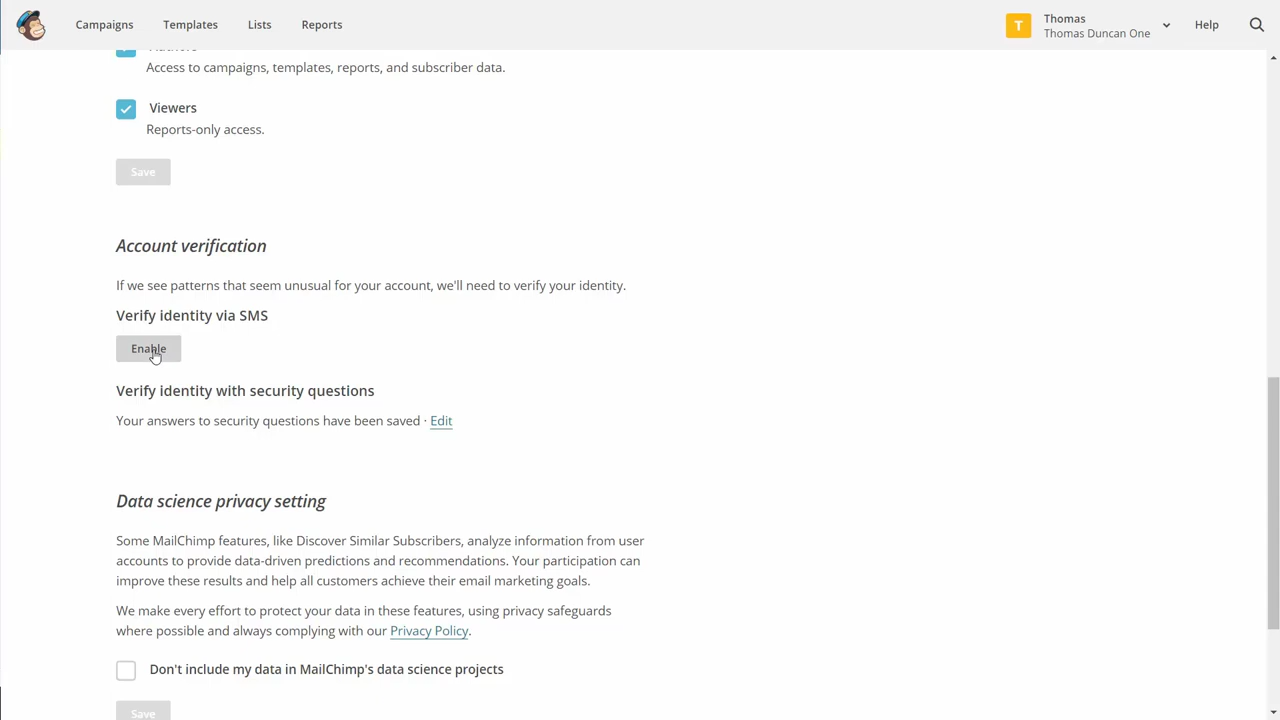 Campaigns
Templates
Lists
Reports
T
Thomas
Thomas Duncan One
Help
Access to campaigns, templates, reports, and subscriber data.
Viewers
Reports-only access.
Save
Account verification
If we see patterns that seem unusual for your account, we'll need to verify your identity.
Verify identity via SMS
Enable
Verify identity with security questions
Your answers to security questions have been saved · Edit
Data science privacy setting
Some MailChimp features, like Discover Similar Subscribers, analyze information from user
accounts to provide data-driven predictions and recommendations. Your participation can
improve these results and help all customers achieve their email marketing goals.
We make every effort to protect your data in these features, using privacy safeguards
where possible and always complying with our Privacy Policy.
Don't include my data in MailChimp's data science projects
Save